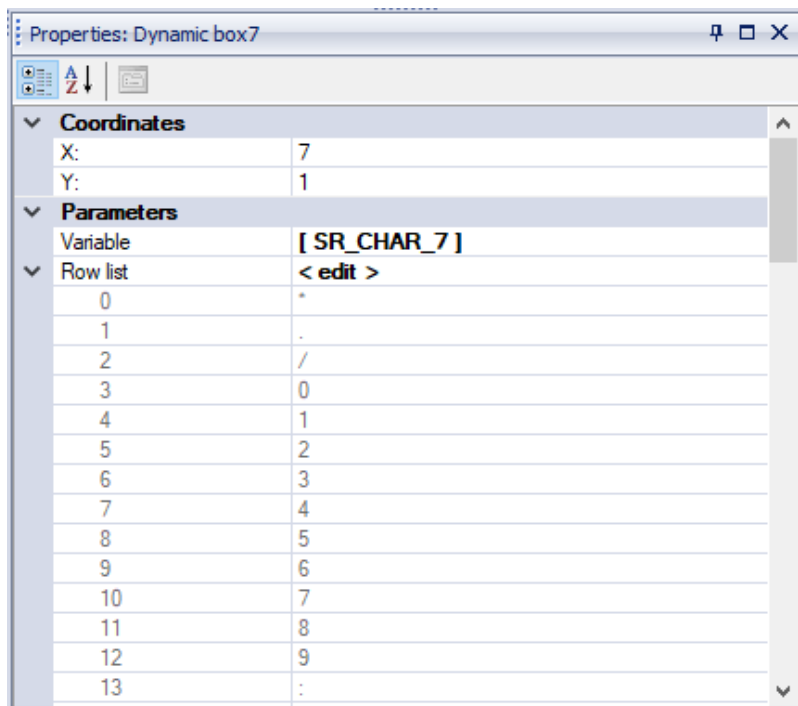 Properties: Dynamic box7
Coordinates
X: 7
Y: 1
Parameters
Variable [ SR_CHAR_7 ]
Row list < edit >
0 *
1 .
2 /
3 0
4 1
5 2
6 3
7 4
8 5
9 6
10 7
11 8
12 9
13 :